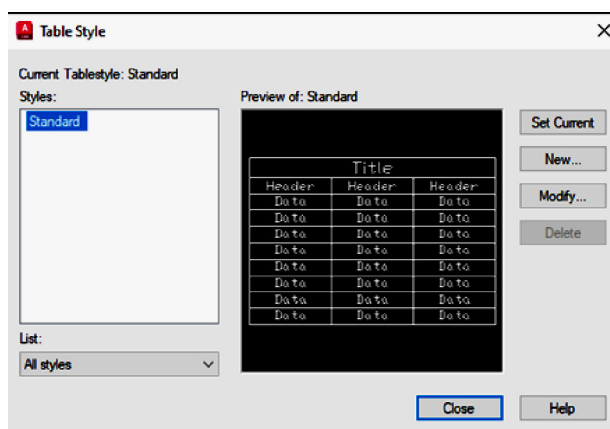 Table Style
Current Tablestyle: Standard
Styles:
Standard
Preview of: Standard
Title
Header Header Header
Data Data Data
Data Data Data
Data Data Data
Data Data Data
Data Data Data
Data Data Data
Data Data Data
Data Data Data
Set Current
New...
Modify...
Delete
List:
All styles
Close
Help